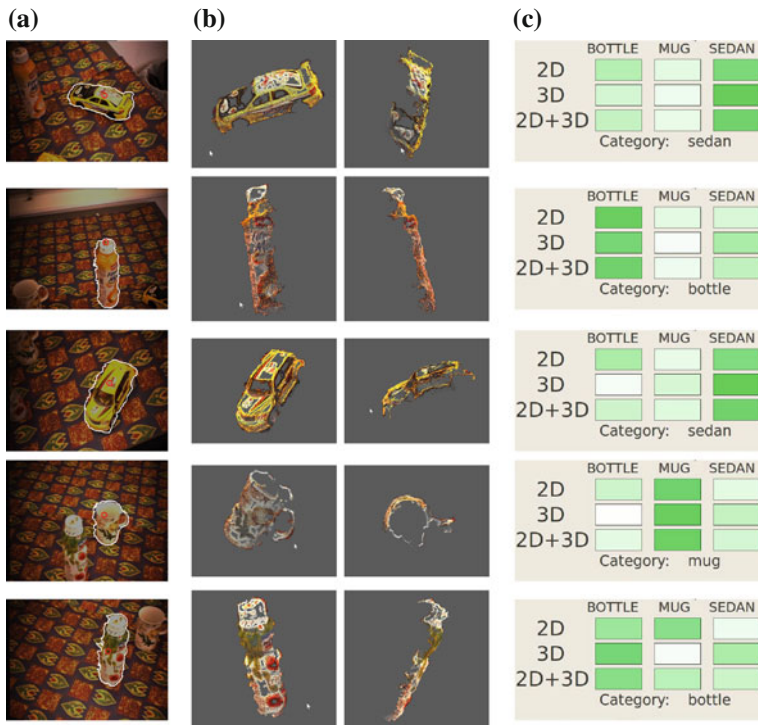 (a) (b) (c)
BOTTLE MUG SEDAN
2D
3D
2D+3D
Category: sedan
BOTTLE MUG SEDAN
2D
3D
2D+3D
Category: bottle
BOTTLE MUG SEDAN
2D
3D
2D+3D
Category: sedan
BOTTLE MUG SEDAN
2D
3D
2D+3D
Category: mug
BOTTLE MUG SEDAN
2D
3D
2D+3D
Category: bottle